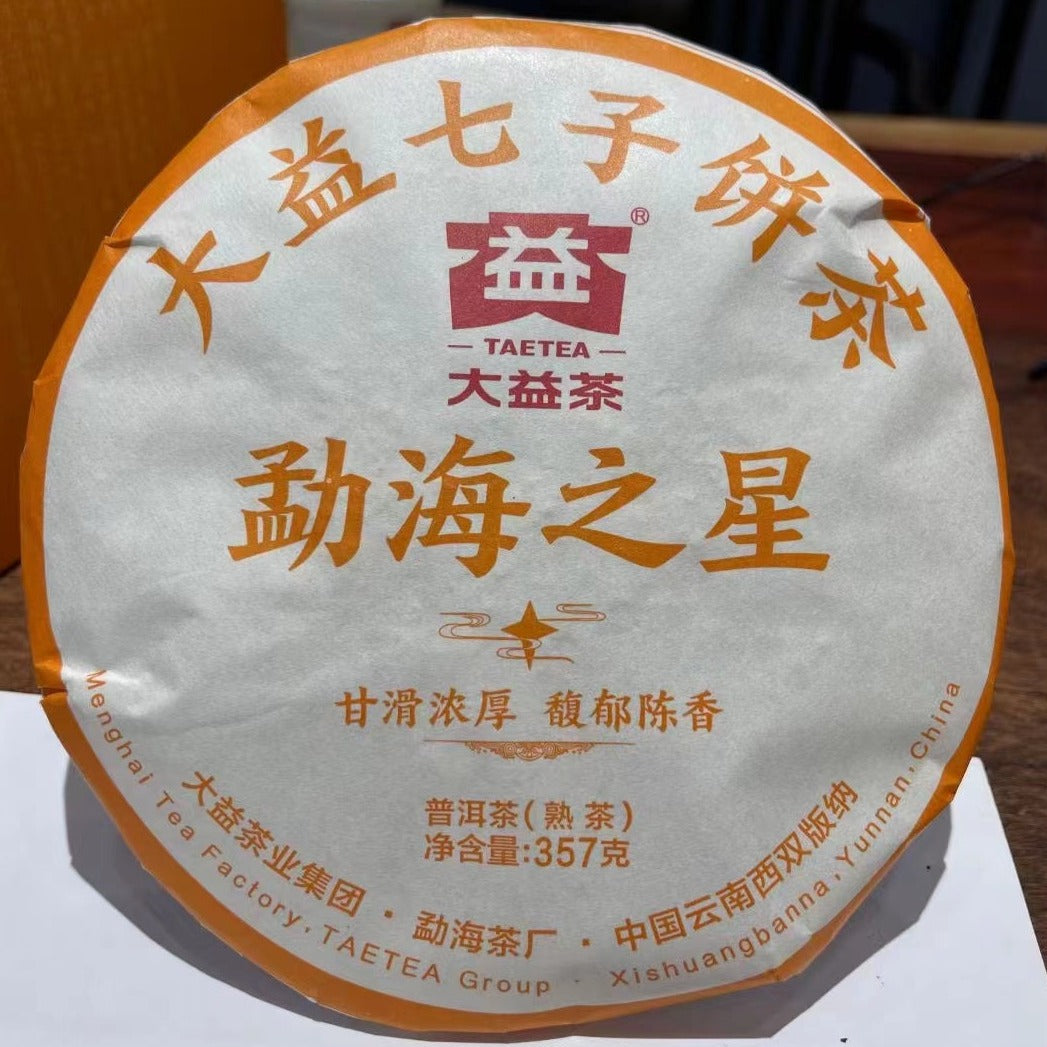 大益七子饼茶
益®
TAETEA
大益茶
勐海之星
甘滑浓厚 馥郁陈香
普洱茶(熟茶)
净含量:357克
大益茶业集团·勐海茶厂·中国云南西双版纳
Menghai Tea Factory, TAETEA Group · Xishuangbanna, Yunnan, China